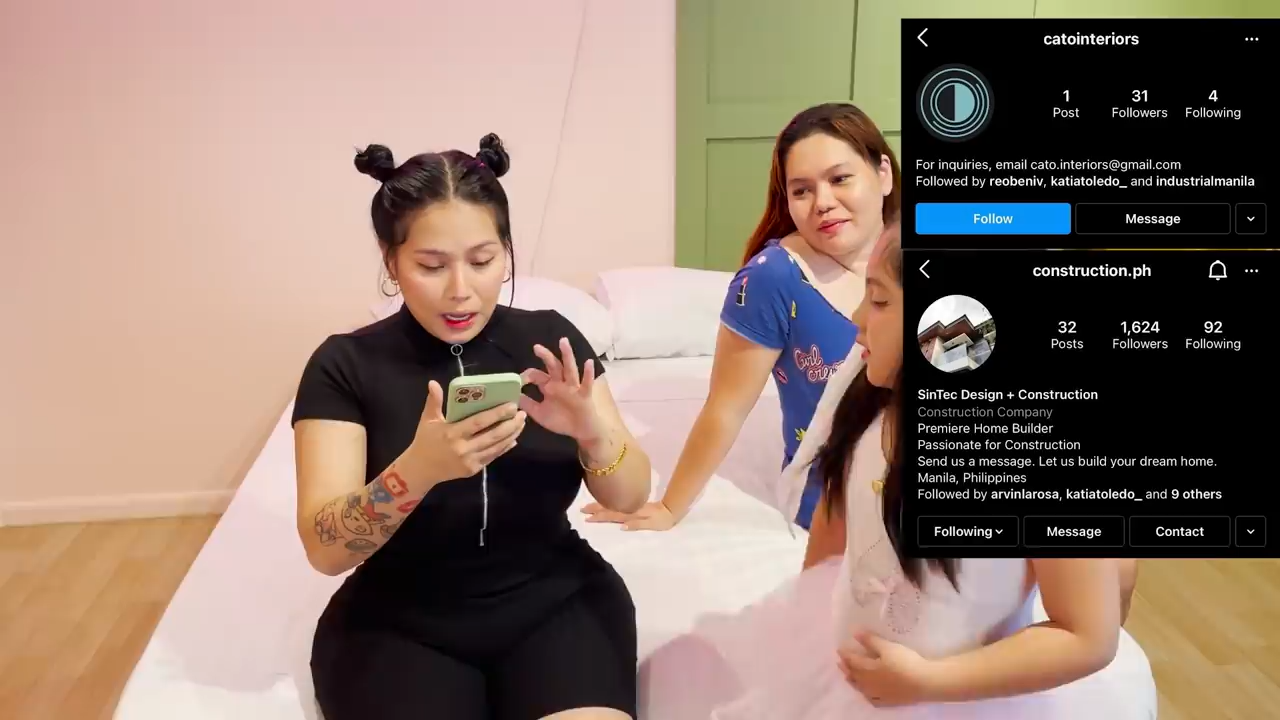 catointeriors
1
31
4
Post
Followers
Following
For inquiries, email cato.interiors@gmail.com
Followed by reobeniv, katiatoledo_ and industrialmanila
Follow
Message
construction.ph
32
1,624
92
Posts
Followers
Following
SinTec Design + Construction
Construction Company
Premiere Home Builder
Passionate for Construction
Send us a message. Let us build your dream home.
Manila, Philippines
Followed by arvinlarosa, katiatoledo_ and 9 others
Following
Message
Contact